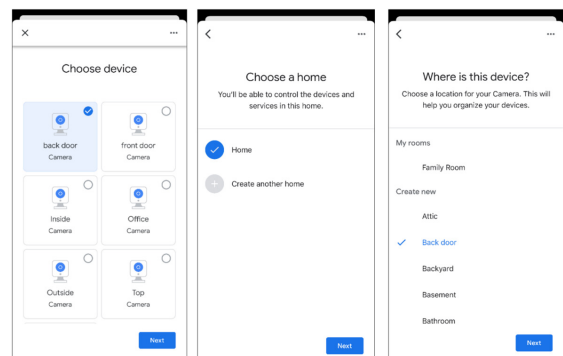 Choose device
back door
Camera
front door
Camera
Inside
Camera
Office
Camera
Outside
Camera
Top
Camera
Next
Choose a home
You'll be able to control the devices and
services in this home.
Home
Create another home
Next
Where is this device?
Choose a location for your Camera. This will
help you organize your devices.
My rooms
Family Room
Create new
Attic
Back door
Backyard
Basement
Bathroom
Next